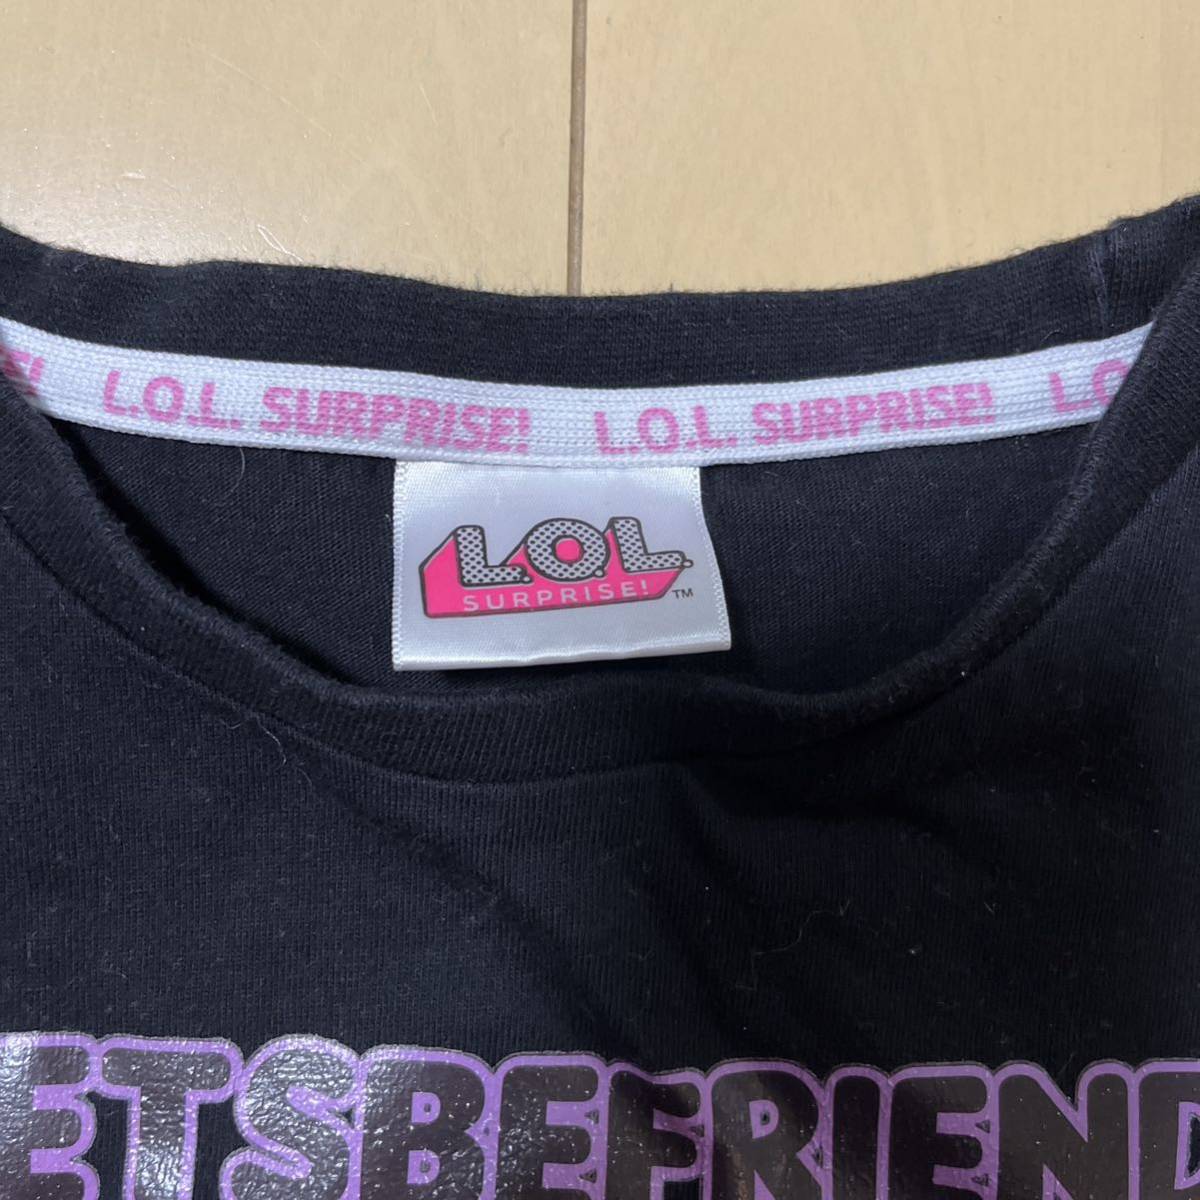 E! L.O.L. SURPRISE! L.O.L. SURPRISE! L.O.
L.O.L.
SURPRISE! ™
ETSBEFRIEND